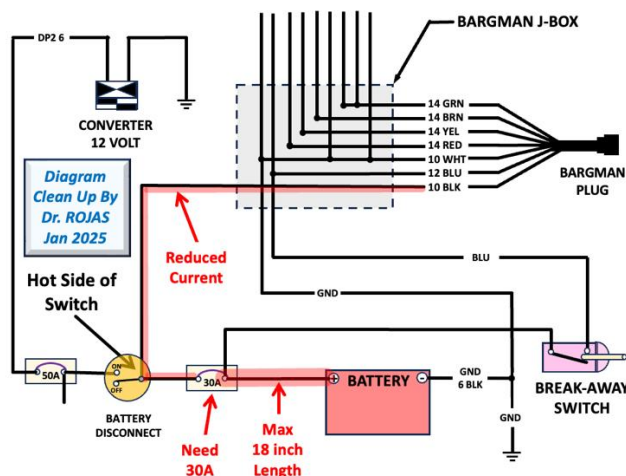 DP2 6
BARGMAN J-BOX
CONVERTER
12 VOLT
14 GRN
14 BRN
14 YEL
14 RED
10 WHT
12 BLU
10 BLK
BARGMAN
PLUG
Diagram
Clean Up By
Dr. ROJAS
Jan 2025
Reduced
Current
Hot Side of
Switch
BLU
GND
50A
ON
OFF
30A
BATTERY
DISCONNECT
Need
30A
Max
18 inch
Length
+
BATTERY
-
GND
6 BLK
GND
BREAK-AWAY
SWITCH